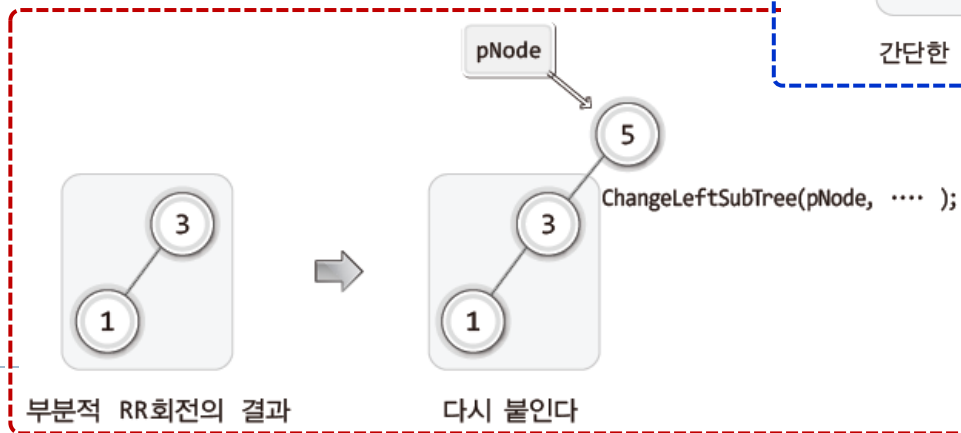 간단한
pNode
5
ChangeLeftSubTree(pNode, ···· );
3
3
1
1
부분적 RR회전의 결과
다시 붙인다